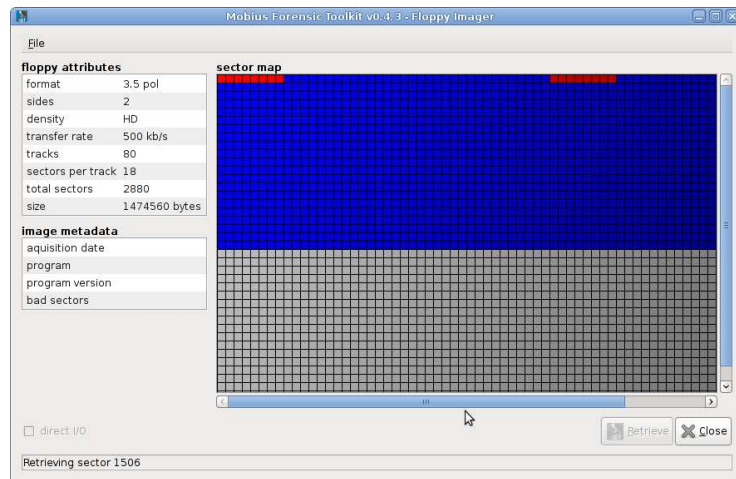 Mobius Forensic Toolkit v0.4.3 - Floppy Imager
File
floppy attributes
format 3.5 pol
sides 2
density HD
transfer rate 500 kb/s
tracks 80
sectors per track 18
total sectors 2880
size 1474560 bytes
image metadata
aquisition date
program
program version
bad sectors
sector map
direct I/O
Retrieve
Close
Retrieving sector 1506